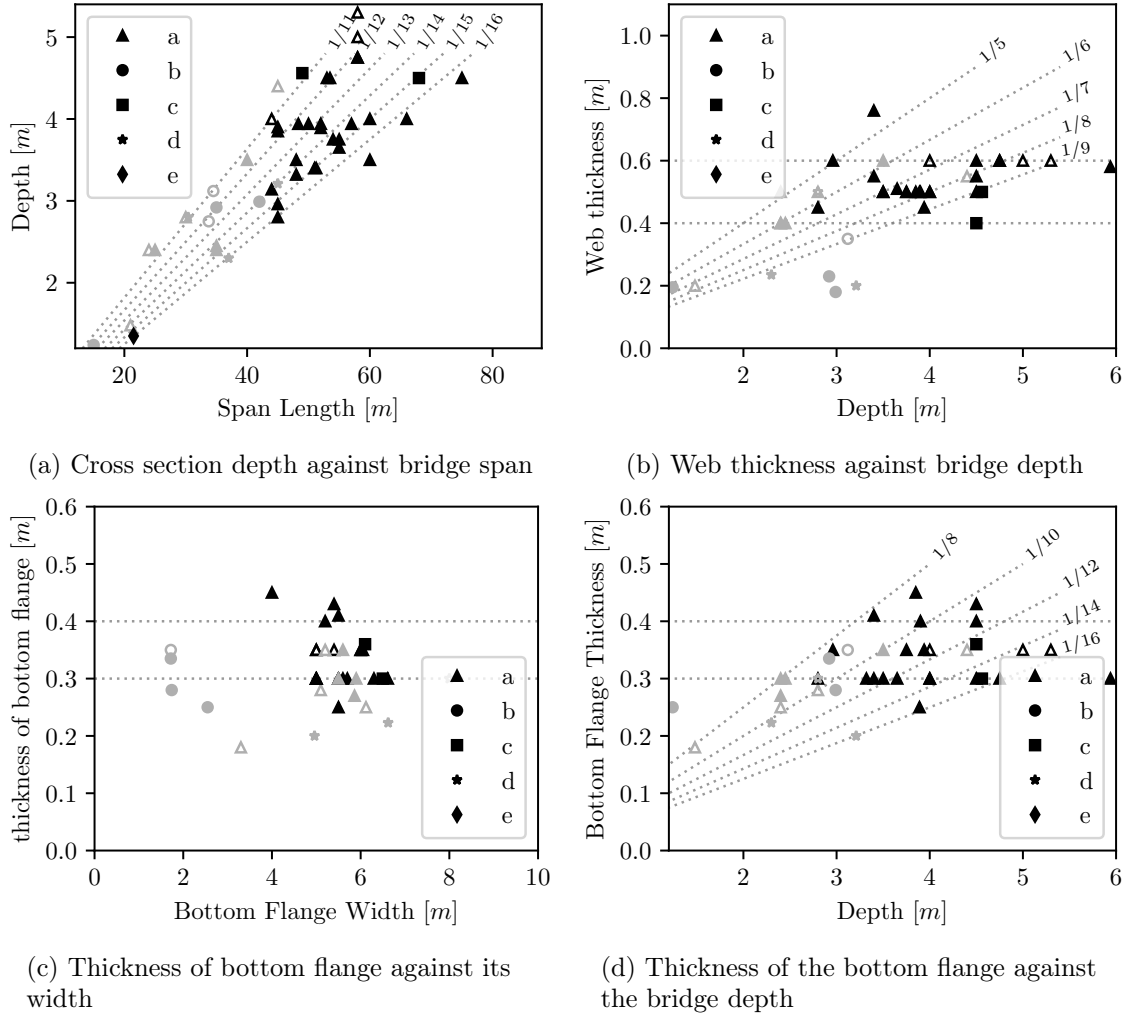 1/11
1/12
1/13
1/14
1/15
1/16
a
b
c
d
e
5
4
3
2
Depth [m]
20
40
60
80
Span Length [m]
(a) Cross section depth against bridge span
1/5
1/6
1/7
1/8
1/9
a
b
c
d
e
1.0
0.8
0.6
0.4
0.2
0.0
Web thickness [m]
2
3
4
5
6
Depth [m]
(b) Web thickness against bridge depth
0.6
0.5
0.4
0.3
0.2
0.1
0.0
thickness of bottom flange [m]
a
b
c
d
e
0
2
4
6
8
10
Bottom Flange Width [m]
(c) Thickness of bottom flange against its
width
0.6
0.5
0.4
0.3
0.2
0.1
0.0
Bottom Flange Thickness [m]
1/8
1/10
1/12
1/14
1/16
a
b
c
d
e
2
3
4
5
6
Depth [m]
(d) Thickness of the bottom flange against
the bridge depth